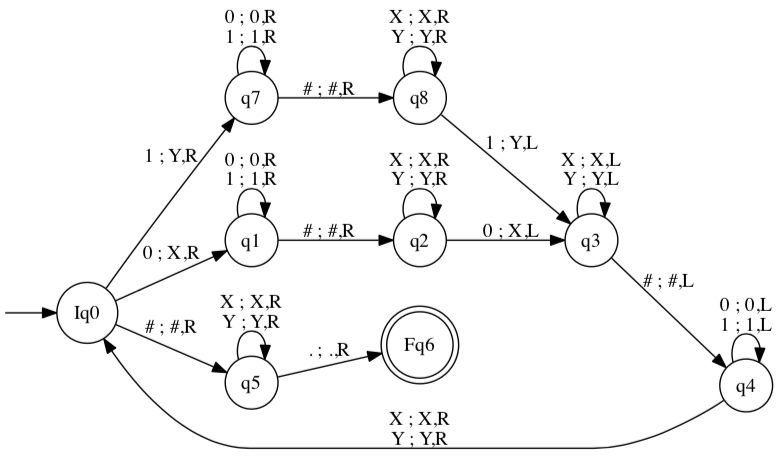 0 ; 0,R
1 ; 1,R
X ; X,R
Y ; Y,R
q7
# ; #,R
q8
1 ; Y,R
1 ; Y,L
0 ; 0,R
1 ; 1,R
X ; X,R
Y ; Y,R
X ; X,L
Y ; Y,L
q1
# ; #,R
q2
0 ; X,L
q3
0 ; X,R
# ; #,L
Iq0
# ; #,R
X ; X,R
Y ; Y,R
0 ; 0,L
1 ; 1,L
q5
. ; .,R
Fq6
q4
X ; X,R
Y ; Y,R